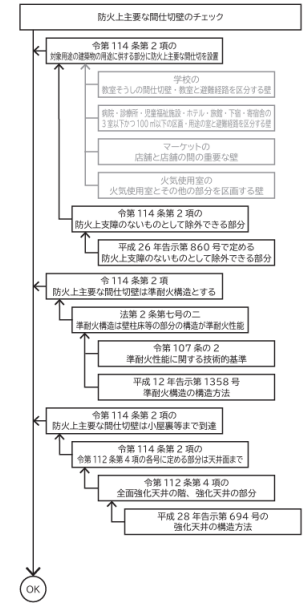 防火上主要な間仕切壁のチェック
令第114条第2項の
対象用途の建築物の用途に供する部分に防火上主要な間仕切を設置
学校の
教室そうしの間仕切壁・教室と避難経路を区分する壁
病院・診療所・児童福祉施設・ホテル・旅館・下宿・寄宿舎の
3室以下かつ100㎡以下の区画・用途の室と避難経路を区分する壁
マーケットの
店舗と店舗の間の重要な壁
火気使用室の
火気使用室とその他の部分を区画する壁
令第114条第2項の
防火上支障のないものとして除外できる部分
平成26年告示第860号で定める
防火上支障のないものとして除外できる部分
令114条第2項
防火上主要な間仕切壁は準耐火構造とする
法第2条第七号の二
準耐火構造は壁柱床等の部分の構造が準耐火性能
令第107条の2
準耐火性能に関する技術的基準
平成12年告示第1358号
準耐火構造の構造方法
令第114条第2項の
防火上主要な間仕切壁は小屋裏等まで到達
令第114条第2項の
令第112条第4項の各号に定める部分は天井面まで
令第112条第4項の
全面強化天井の階、強化天井の部分
平成28年告示第694号の
強化天井の構造方法
OK